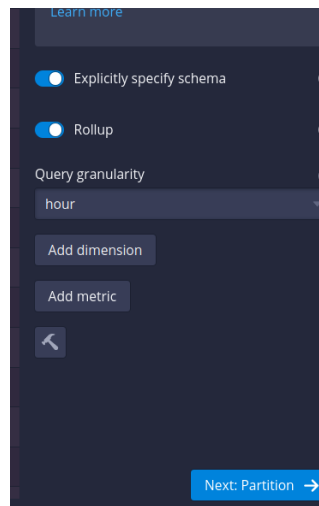 Learn more
Explicitly specify schema
Rollup
Query granularity
hour
Add dimension
Add metric
Next: Partition